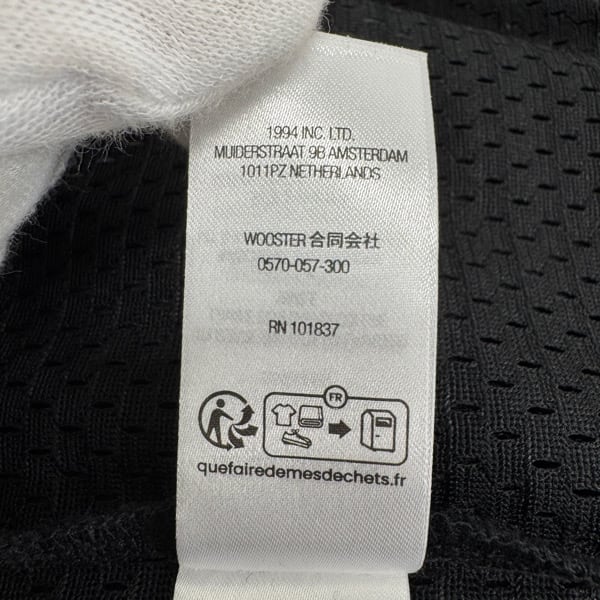 1994 INC. LTD.
MUIDERSTRAAT 9B AMSTERDAM
1011PZ NETHERLANDS
WOOSTER 合同会社
0570-057-300
RN 101837
FR
quefairedemesdechets.fr